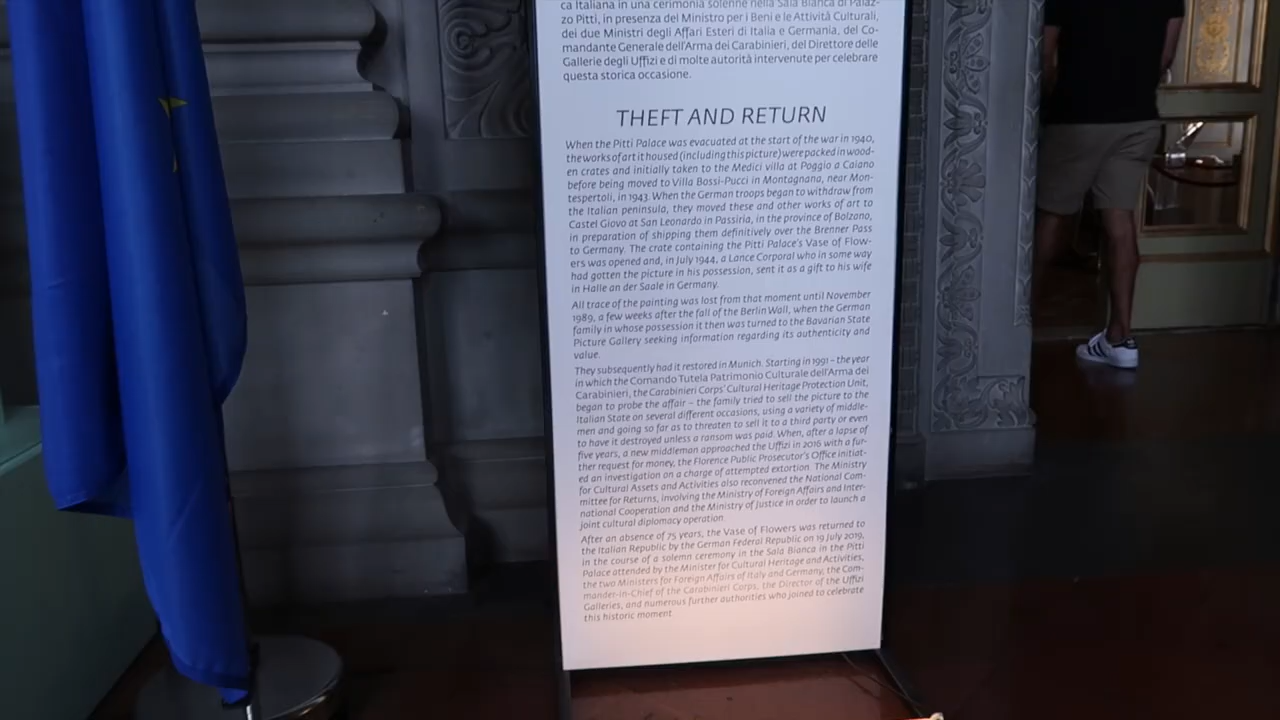 ca Italiana in una cerimonia solenne nella Sala Bianca di Palaz-
zo Pitti, in presenza del Ministro per i Beni e le Attività Culturali,
dei due Ministri degli Affari Esteri di Italia e Germania, del Co-
mandante Generale dell'Arma dei Carabinieri, del Direttore delle
Gallerie degli Uffizi e di molte autorità intervenute per celebrare
questa storica occasione.
THEFT AND RETURN
When the Pitti Palace was evacuated at the start of the war in 1940,
the works of art it housed (including this picture) were packed in wood-
en crates and initially taken to the Medici villa at Poggio a Caiano
before being moved to Villa Bossi-Pucci in Montagnana, near Mon-
tespertoli, in 1943. When the German troops began to withdraw from
the Italian peninsula, they moved these and other works of art to
Castel Giovo at San Leonardo in Passiria, in the province of Bolzano,
in preparation of shipping them definitively over the Brenner Pass
to Germany. The crate containing the Pitti Palace's Vase of Flow-
ers was opened and, in July 1944, a Lance Corporal who in some way
had gotten the picture in his possession, sent it as a gift to his wife
in Halle an der Saale in Germany.
All trace of the painting was lost from that moment until November
1989, a few weeks after the fall of the Berlin Wall, when the German
family in whose possession it then was turned to the Bavarian State
Picture Gallery seeking information regarding its authenticity and
value.
They subsequently had it restored in Munich. Starting in 1991 – the year
in which the Comando Tutela Patrimonio Culturale dell'Arma dei
Carabinieri, the Carabinieri Corps' Cultural Heritage Protection Unit,
began to probe the affair – the family tried to sell the picture to the
Italian State on several different occasions, using a variety of middle-
men and going so far as to threaten to sell it to a third party or even
to have it destroyed unless a ransom was paid. When, after a lapse of
five years, a new middleman approached the Uffizi in 2016 with a fur-
ther request for money, the Florence Public Prosecutor's Office initiat-
ed an investigation on a charge of attempted extortion. The Ministry
for Cultural Assets and Activities also reconvened the National Com-
mittee for Returns, involving the Ministry of Foreign Affairs and Inter-
national Cooperation and the Ministry of Justice in order to launch a
joint cultural diplomacy operation.
After an absence of 75 years, the Vase of Flowers was returned to
the Italian Republic by the German Federal Republic on 19 July 2019,
in the course of a solemn ceremony in the Sala Bianca in the Pitti
Palace attended by the Minister for Cultural Heritage and Activities,
the two Ministers for Foreign Affairs of Italy and Germany, the Com-
mander-in-Chief of the Carabinieri Corps, the Director of the Uffizi
Galleries, and numerous further authorities who joined to celebrate
this historic moment.